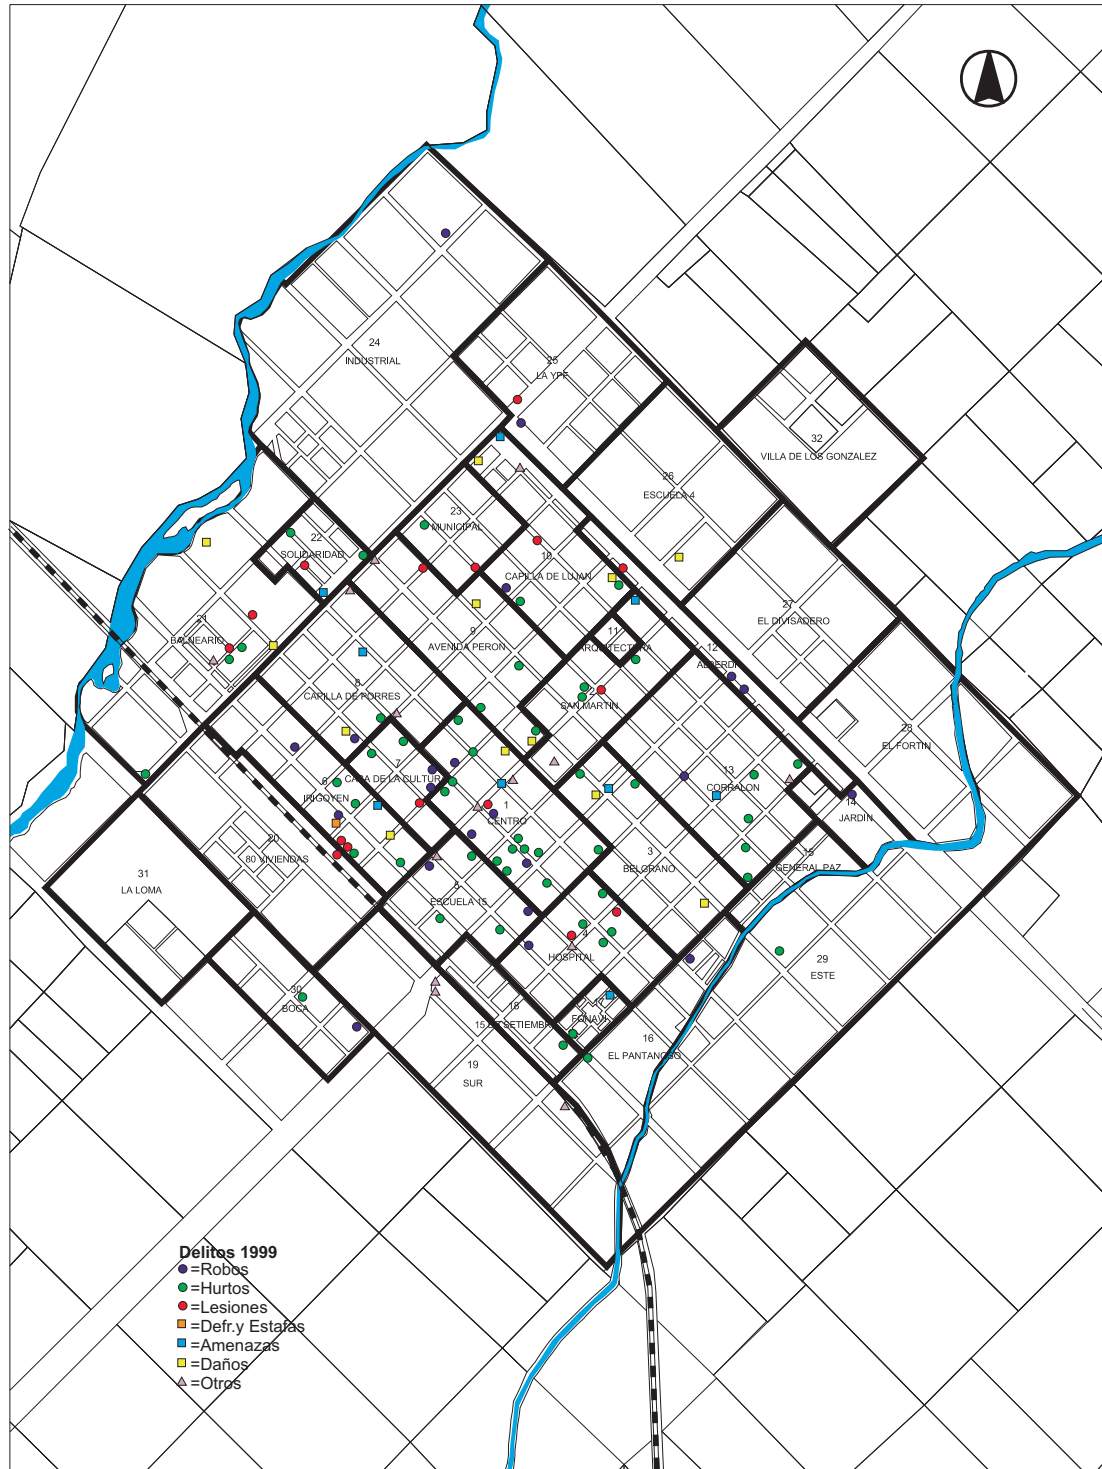 24
INDUSTRIAL
25
LA YPF
32
VILLA DE LOS GONZALEZ
26
ESCUELA 4
23
MUNICIPAL
22
SOLIDARIDAD
10
CAPILLA DE LUJAN
27
EL DIVISADERO
21
BALNEARIO
9
AVENIDA PERON
11
ARQUITECTURA
12
ALBERDI
8
CAPILLA DE PORRES
2
SAN MARTIN
28
EL FORTIN
7
CASA DE LA CULTURA
6
IRIGOYEN
13
CORRALON
1
CENTRO
14
JARDIN
20
80 VIVIENDAS
3
BELGRANO
15
GENERAL PAZ
31
LA LOMA
5
ESCUELA 15
4
HOSPITAL
29
ESTE
30
BOCA
18
15 DE SETIEMBRE
17
FONAVI
16
EL PANTANOSO
19
SUR
Delitos 1999
=Robos
=Hurtos
=Lesiones
=Defr.y Estafas
=Amenazas
=Daños
=Otros